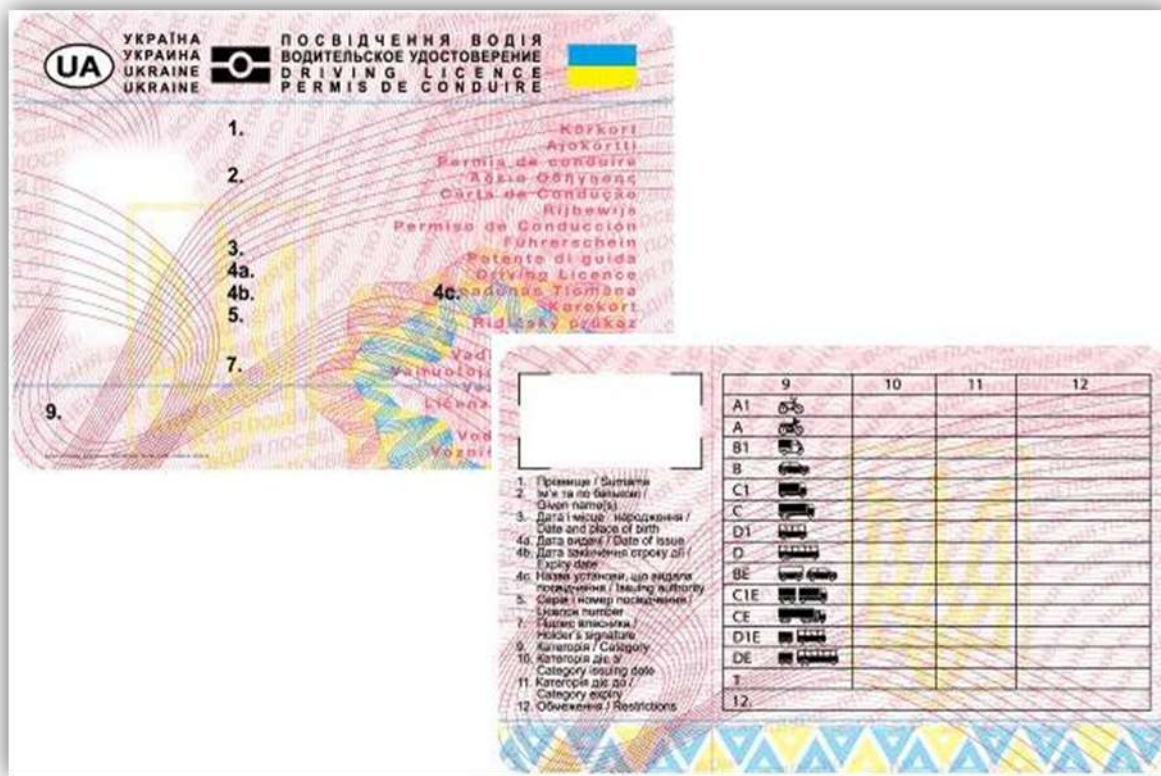 UA
УКРАЇНА
УКРАИНА
UKRAINE
UKRAINE
ПОСВІДЧЕННЯ ВОДІЯ
ВОДИТЕЛЬСКОЕ УДОСТОВЕРЕНИЕ
DRIVING LICENCE
PERMIS DE CONDUIRE
1.
2.
3.
4a.
4b.
4c.
5.
7.
9.
Körkort
Ajokortti
Permis de conduire
Άδεια Οδήγησης
Carta de Condução
Rijbewijs
Permiso de Conducción
Führerschein
Patente di guida
Driving Licence
Tiomána
Kørekort
Řidičský průkaz
1. Прізвище / Surname
2. Ім'я та по батькові /
Given name(s)
3. Дата і місце народження /
Date and place of birth
4a. Дата видачі / Date of issue
4b. Дата закінчення строку дії /
Expiry date
4c. Назва установи, що видала
посвідчення / Issuing authority
5. Серія і номер посвідчення /
Licence number
7. Підпис власника /
Holder's signature
9. Категорія / Category
10. Категорія діє з/
Category issuing date
11. Категорія діє до /
Category expiry
12. Обмеження / Restrictions
9 10 11 12
A1
A
B1
B
C1
C
D1
D
BE
C1E
CE
D1E
DE
T
12.